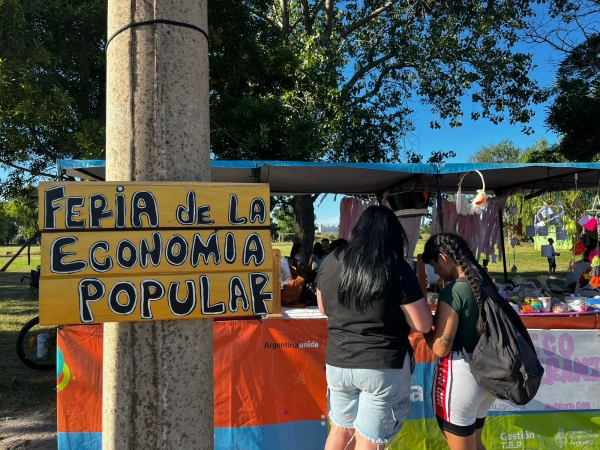 FERIA de LA
ECONOMIA
POPULAR
Argentina unida
Gestión
T.E.P